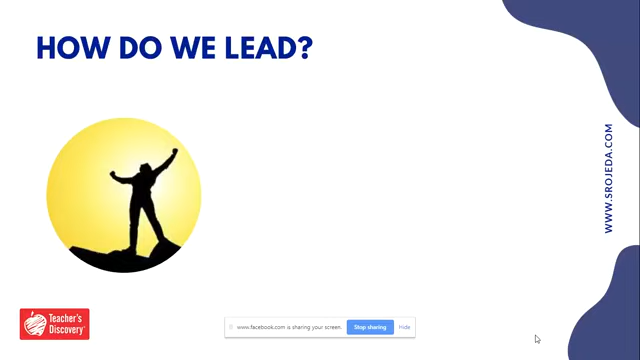 HOW DO WE LEAD?
WWW.SROJEDA.COM
Teacher's
Discovery
www.facebook.com is sharing your screen.
Stop sharing
Hide